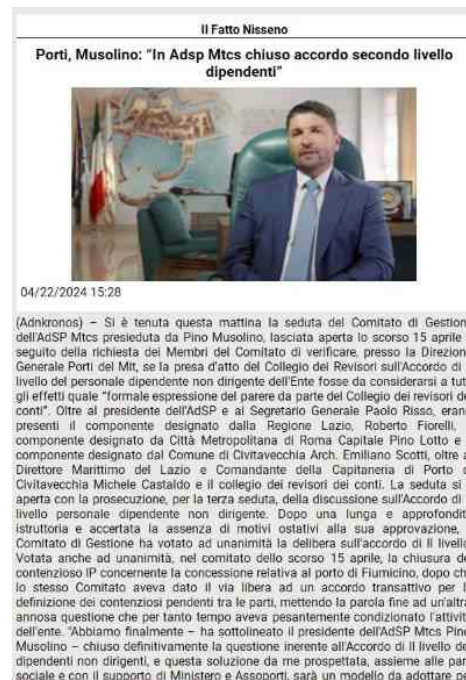 Il Fatto Nisseno
Porti, Musolino: “In Adsp Mtcs chiuso accordo secondo livello
dipendenti”
04/22/2024 15:28
(Adnkronos) – Si è tenuta questa mattina la seduta del Comitato di Gestion
dell'AdSP Mtcs presieduta da Pino Musolino, lasciata aperta lo scorso 15 aprile
seguito della richiesta dei Membri del Comitato di verificare, presso la Direzion
Generale Porti del Mit, se la presa d'atto del Collegio dei Revisori sull'Accordo di
livello del personale dipendente non dirigente dell'Ente fosse da considerarsi a tut
gli effetti quale “formale espressione del parere da parte del Collegio dei revisori de
conti”. Oltre al presidente dell'AdSP e al Segretario Generale Paolo Risso, eran
presenti il componente designato dalla Regione Lazio, Roberto Fiorelli,
componente designato da Città Metropolitana di Roma Capitale Pino Lotto e
componente designato dal Comune di Civitavecchia Arch. Emiliano Scotti, oltre a
Direttore Marittimo del Lazio e Comandante della Capitaneria di Porto d
Civitavecchia Michele Castaldo e il collegio dei revisori dei conti. La seduta si
aperta con la prosecuzione, per la terza seduta, della discussione sull'Accordo di
livello personale dipendente non dirigente. Dopo una lunga e approfondit
istruttoria e accertata la assenza di motivi ostativi alla sua approvazione,
Comitato di Gestione ha votato ad unanimità la delibera sull'accordo di II livello
Votata anche ad unanimità, nel comitato dello scorso 15 aprile, la chiusura de
contenzioso IP concernente la concessione relativa al porto di Fiumicino, dopo che
lo stesso Comitato aveva dato il via libera ad un accordo transattivo per l
definizione dei contenziosi pendenti tra le parti, mettendo la parola fine ad un'altr
annosa questione che per tanto tempo aveva pesantemente condizionato l'attivit
dell'ente. “Abbiamo finalmente – ha sottolineato il presidente dell'AdSP Mtcs Pino
Musolino – chiuso definitivamente la questione inerente all'Accordo di II livello de
dipendenti non dirigenti, e questa soluzione da me prospettata, assieme alle par
sociale e con il supporto di Ministero e Assoporti, sarà un modello da adottare pe